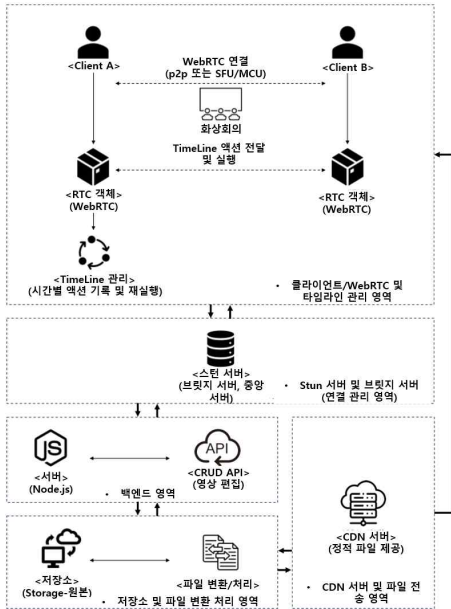 <Client A>
<Client B>
WebRTC 연결
(p2p 또는 SFU/MCU)
화상회의
TimeLine 액션 전달
및 실행
<RTC 객체>
(WebRTC)
<RTC 객체>
(WebRTC)
<TimeLine 관리>
(시간별 액션 기록 및 재실행)
• 클라이언트/WebRTC 및
타임라인 관리 영역
<스턴 서버>
(브릿지 서버, 중앙
서버)
• Stun 서버 및 브릿지 서버
(연결 관리 영역)
JS
<서버>
(Node.js)
API
<CRUD API>
(영상 편집)
• 백엔드 영역
<CDN 서버>
(정적 파일 제공)
• CDN 서버 및 파일 전
송 영역
<저장소>
(Storage-원본)
<파일 변환/처리>
• 저장소 및 파일 변환 처리 영역